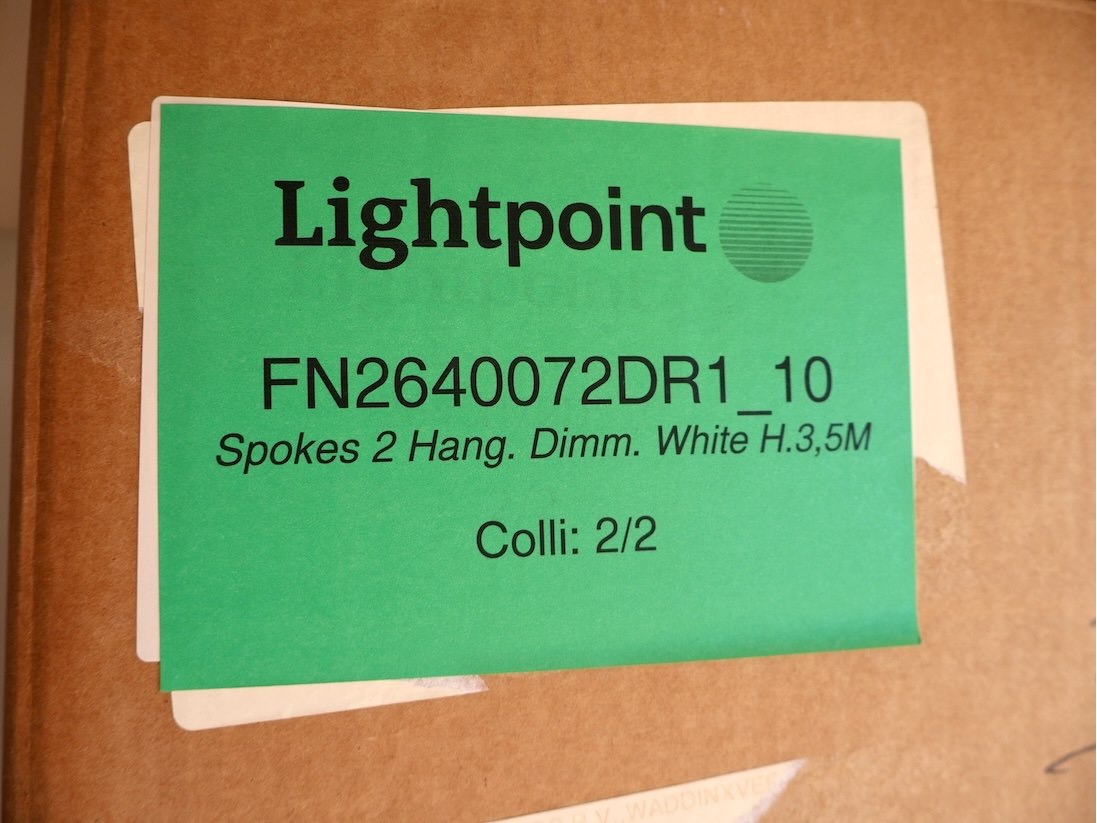 Lightpoint
FN2640072DR1_10
Spokes 2 Hang. Dimm. White H.3,5M
Colli: 2/2
B.V.